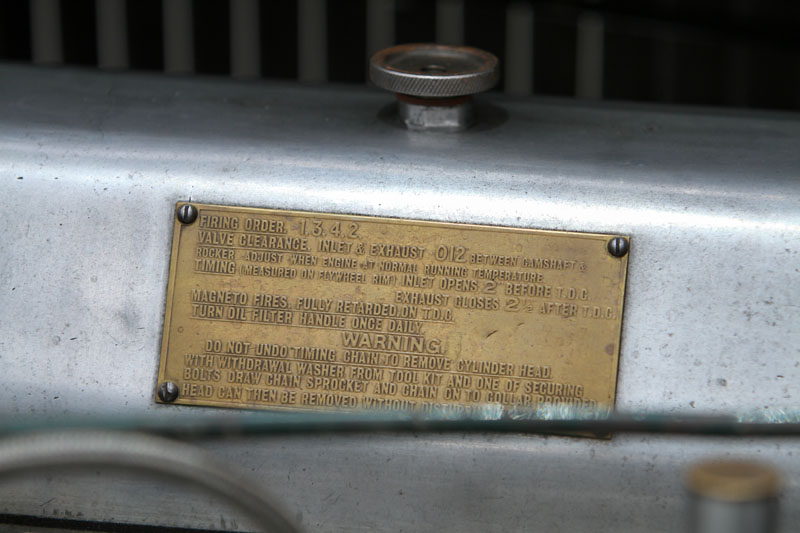 FIRING ORDER. 1.3.4.2.
VALVE CLEARANCE. INLET & EXHAUST 012 BETWEEN CAMSHAFT &
ROCKER ADJUST WHEN ENGINE AT NORMAL RUNNING TEMPERATURE
TIMING (MEASURED ON FLYWHEEL RIM) INLET OPENS 2" BEFORE T.D.C.
EXHAUST CLOSES 2½ AFTER T.D.C.
MAGNETO FIRES. FULLY RETARDED ON T.D.C.
TURN OIL FILTER HANDLE ONCE DAILY.
WARNING.
DO NOT UNDO TIMING CHAIN TO REMOVE CYLINDER HEAD.
WITH WITHDRAWAL WASHER FROM TOOL KIT AND ONE OF SECURING
BOLTS DRAW CHAIN SPROCKET AND CHAIN ON TO
HEAD CAN THEN BE REMOVED WITHOUT